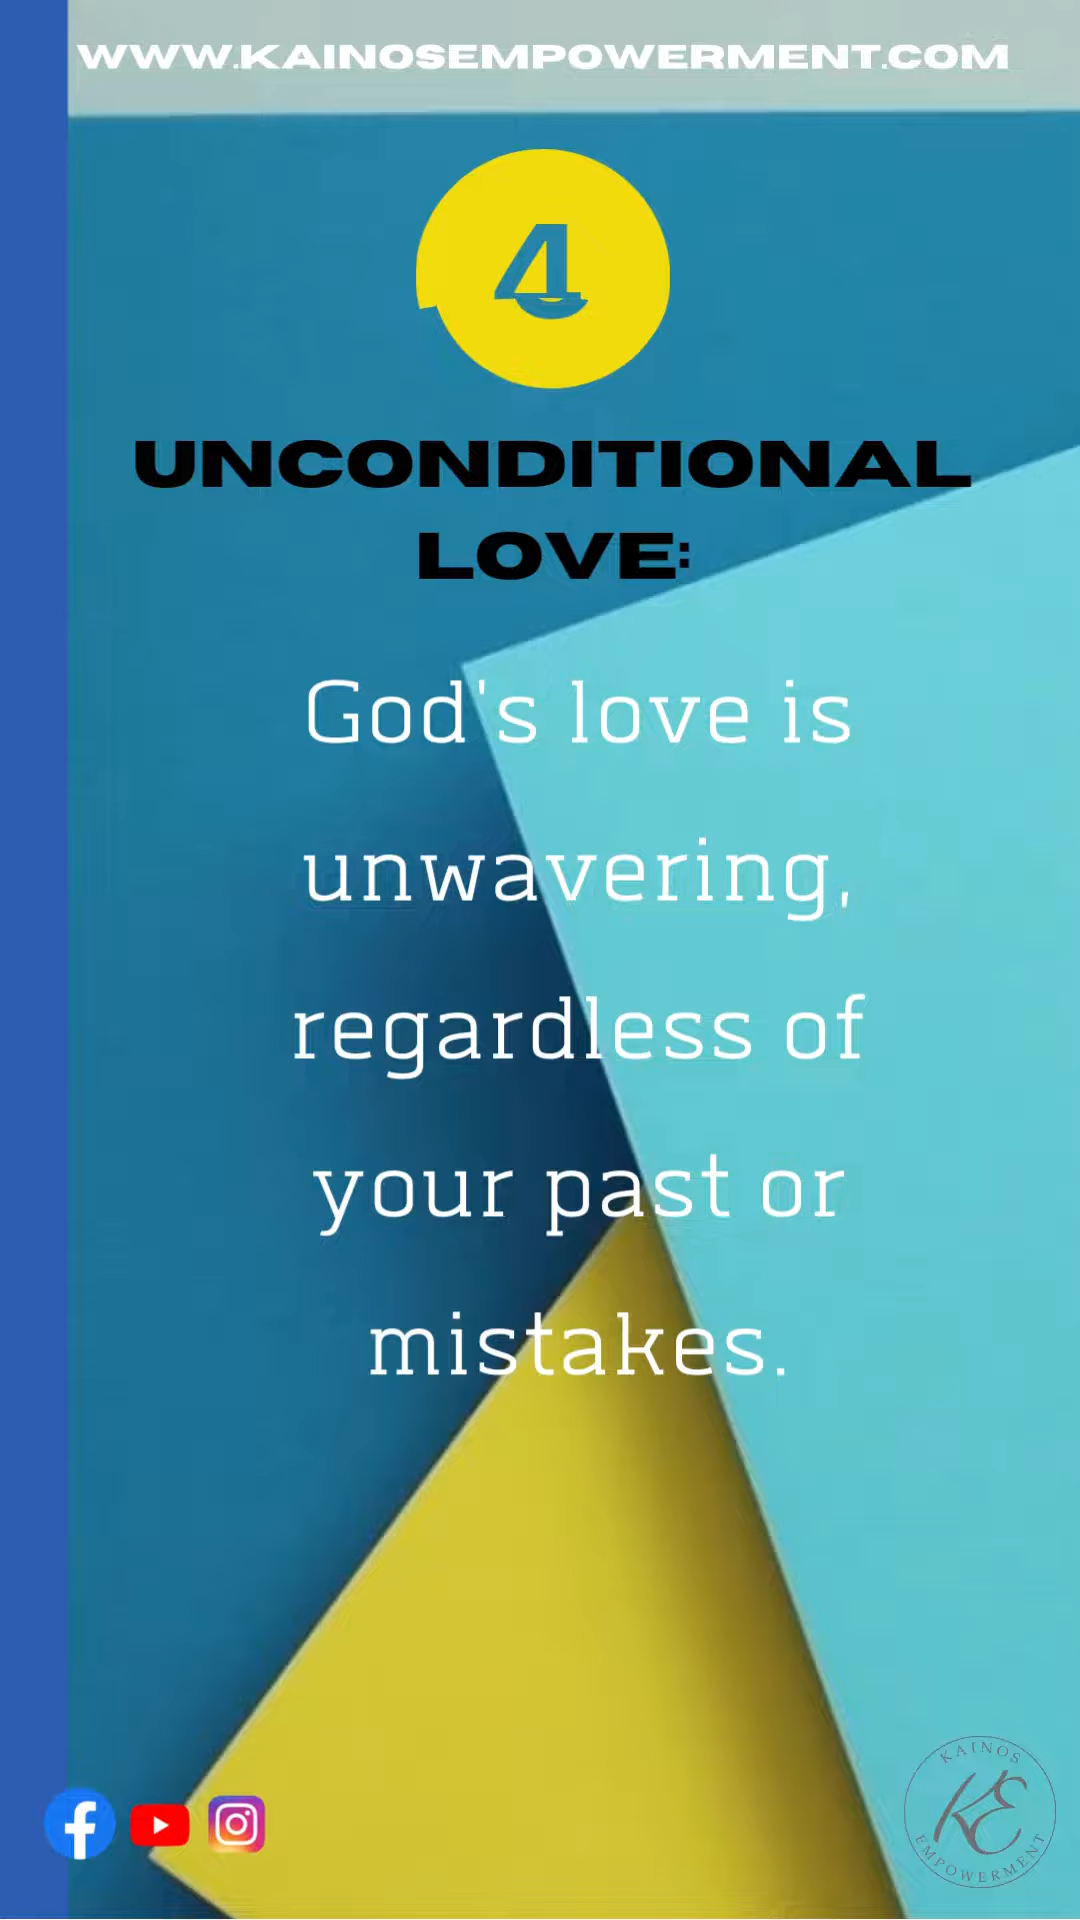 WWW.KAINOSEMPOWERMENT.COM
4
UNCONDITIONAL
LOVE:
God's love is
unwavering,
regardless of
your past or
mistakes.
KAINOS
KE
EMPOWERMENT